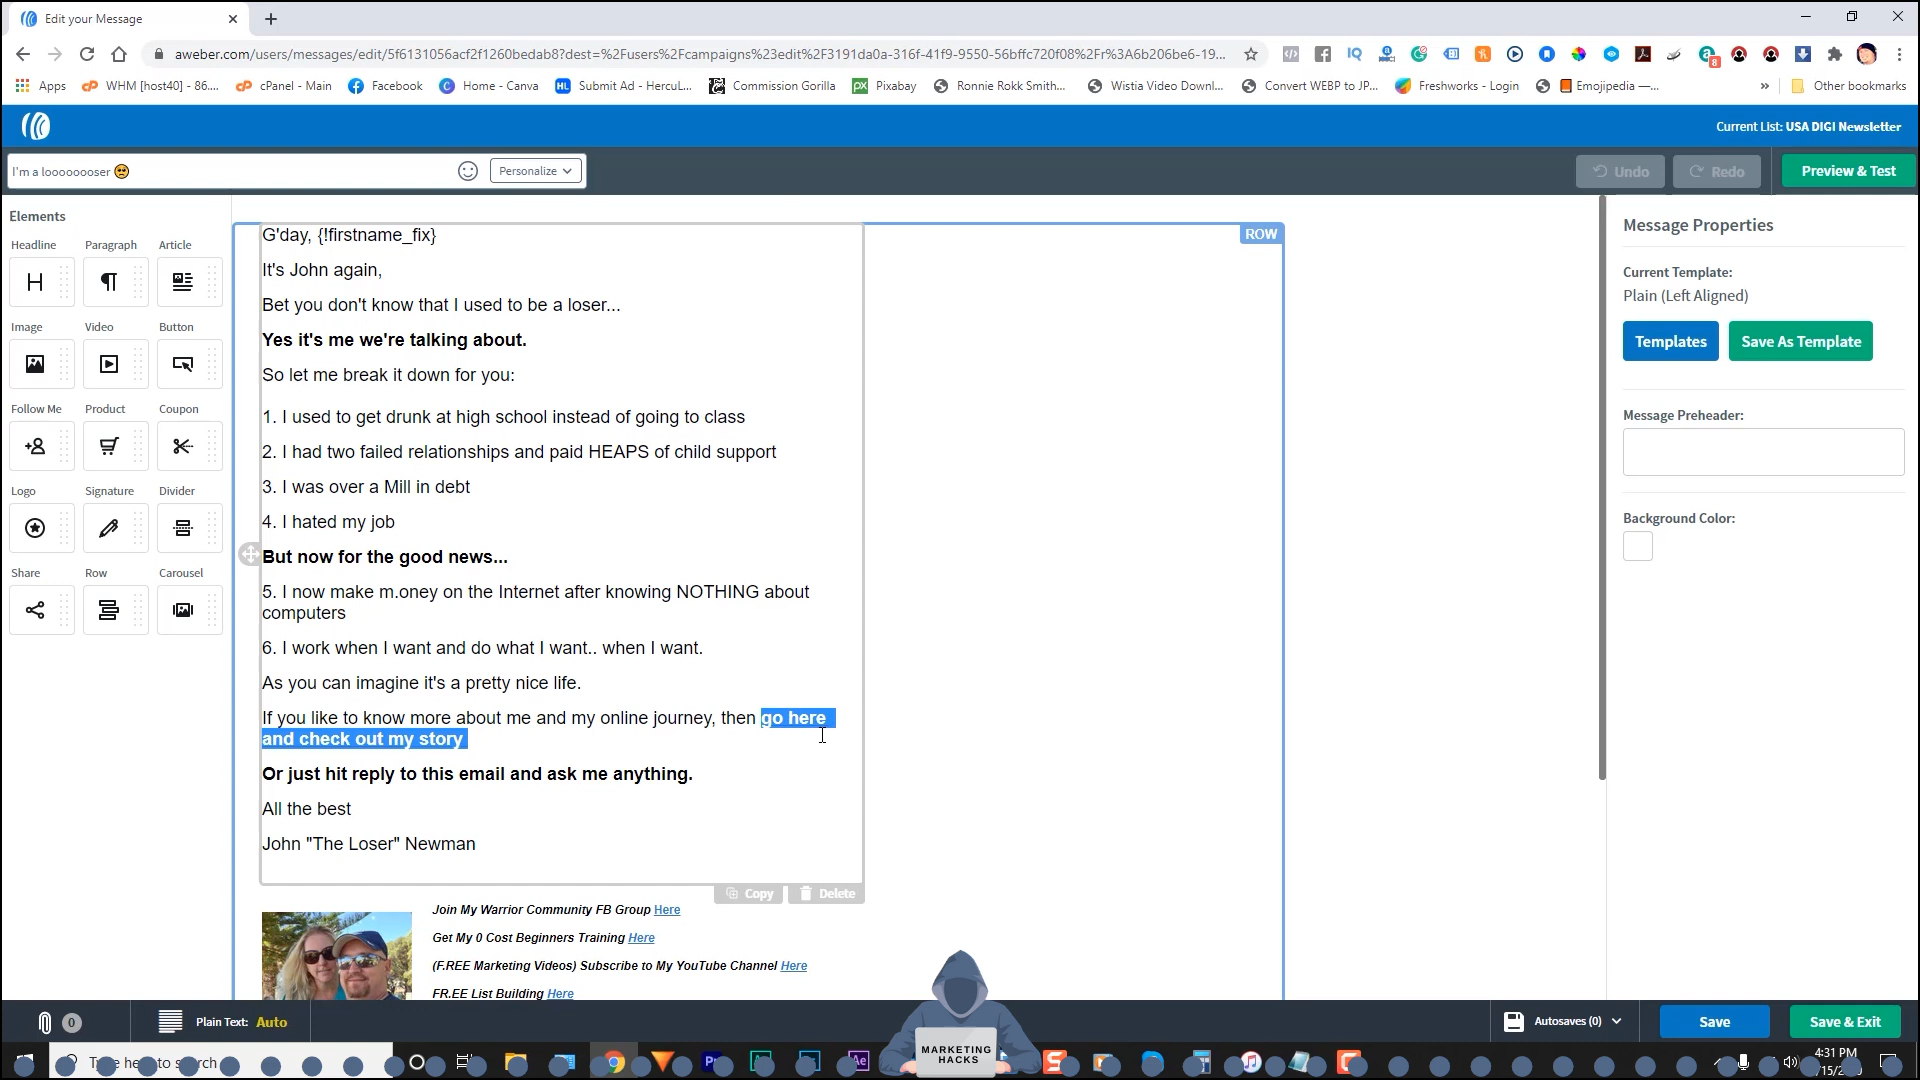 Edit your Message
aweber.com/users/messages/edit/5f6131056acf2f1260bedab8?dest=%2Fusers%2Fcampaigns%23edit%2F3191da0a-316f-41f9-9550-56bffc720f08%2Fr%3A6b206be6-19...
8
Apps WHM [host40] - 86.... cPanel - Main Facebook Home - Canva Submit Ad - HercuL... Commission Gorilla Pixabay Ronnie Rokk Smith... Wistia Video Downl... Convert WEBP to JP... Freshworks - Login Emojipedia —... » Other bookmarks
Current List: USA DIGI Newsletter
I'm a looooooooser 🥺 Personalize Undo Redo Preview & Test
Elements
Headline Paragraph Article
Image Video Button
Follow Me Product Coupon
Logo Signature Divider
Share Row Carousel
ROW
G'day, {!firstname_fix}
It's John again,
Bet you don't know that I used to be a loser...
Yes it's me we're talking about.
So let me break it down for you:
1. I used to get drunk at high school instead of going to class
2. I had two failed relationships and paid HEAPS of child support
3. I was over a Mill in debt
4. I hated my job
But now for the good news...
5. I now make m.oney on the Internet after knowing NOTHING about
computers
6. I work when I want and do what I want.. when I want.
As you can imagine it's a pretty nice life.
If you like to know more about me and my online journey, then go here
and check out my story
Or just hit reply to this email and ask me anything.
All the best
John "The Loser" Newman
Copy Delete
Join My Warrior Community FB Group Here
Get My 0 Cost Beginners Training Here
(F.REE Marketing Videos) Subscribe to My YouTube Channel Here
FR.EE List Building Here
Message Properties
Current Template:
Plain (Left Aligned)
Templates Save As Template
Message Preheader:
Background Color:
0 Plain Text: Auto
Autosaves (0) Save Save & Exit
MARKETING
HACKS
Type here to search
4:31 PM